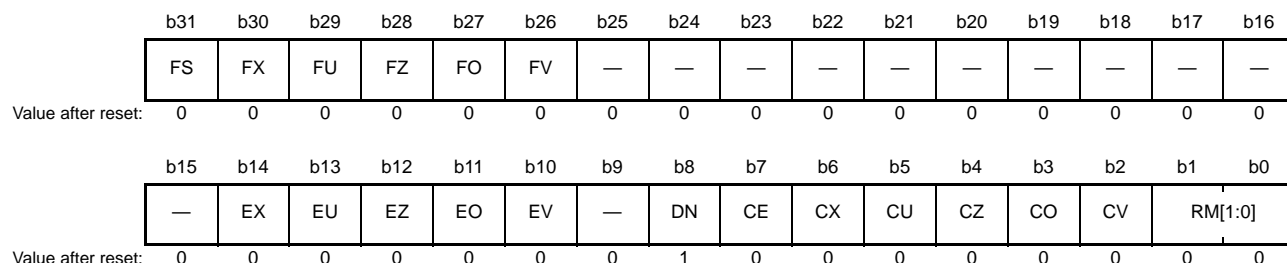 b31 b30 b29 b28 b27 b26 b25 b24 b23 b22 b21 b20 b19 b18 b17 b16
FS FX FU FZ FO FV — — — — — — — — — —
Value after reset: 0 0 0 0 0 0 0 0 0 0 0 0 0 0 0 0
b15 b14 b13 b12 b11 b10 b9 b8 b7 b6 b5 b4 b3 b2 b1 b0
— EX EU EZ EO EV — DN CE CX CU CZ CO CV RM[1:0]
Value after reset: 0 0 0 0 0 0 0 1 0 0 0 0 0 0 0 0